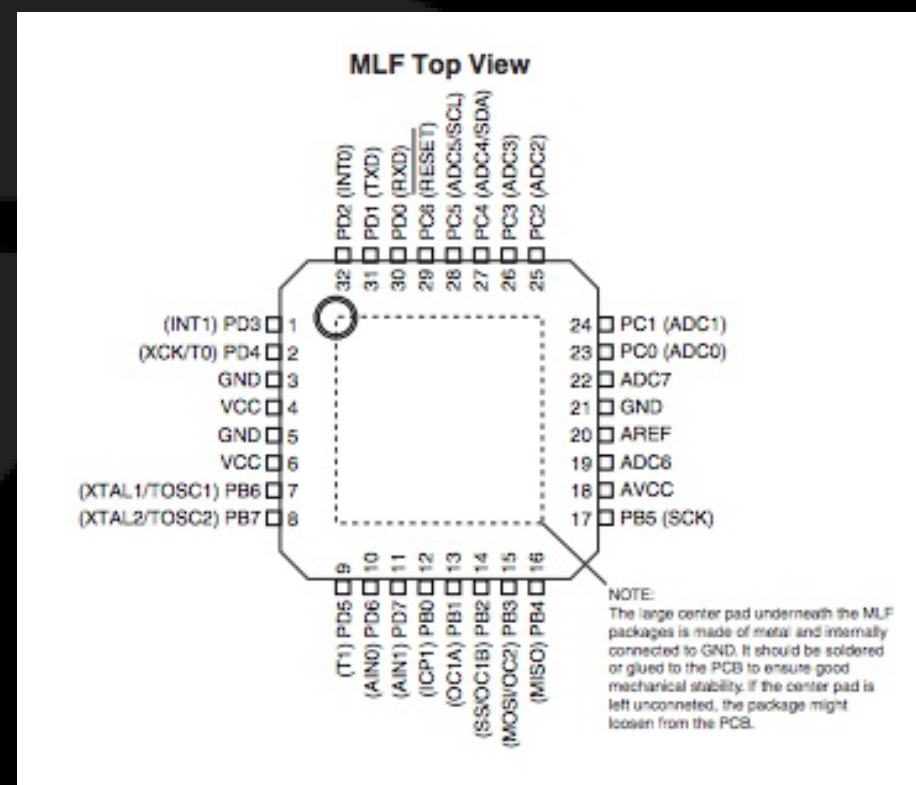 MLF Top View
PD2 (INT0)
PD1 (TXD)
PD0 (RXD)
PC6 (RESET)
PC5 (ADC5/SCL)
PC4 (ADC4/SDA)
PC3 (ADC3)
PC2 (ADC2)
32 31 30 29 28 27 26 25
(INT1) PD3 1
(XCK/T0) PD4 2
GND 3
VCC 4
GND 5
VCC 6
(XTAL1/TOSC1) PB6 7
(XTAL2/TOSC2) PB7 8
24 PC1 (ADC1)
23 PC0 (ADC0)
22 ADC7
21 GND
20 AREF
19 ADC6
18 AVCC
17 PB5 (SCK)
9 10 11 12 13 14 15 16
(T1) PD5
(AIN0) PD6
(AIN1) PD7
(ICP1) PB0
(OC1A) PB1
(SS/OC1B) PB2
(MOSI/OC2) PB3
(MISO) PB4
NOTE:
The large center pad underneath the MLF
packages is made of metal and internally
connected to GND. It should be soldered
or glued to the PCB to ensure good
mechanical stability. If the center pad is
left unconneted, the package might
loosen from the PCB.